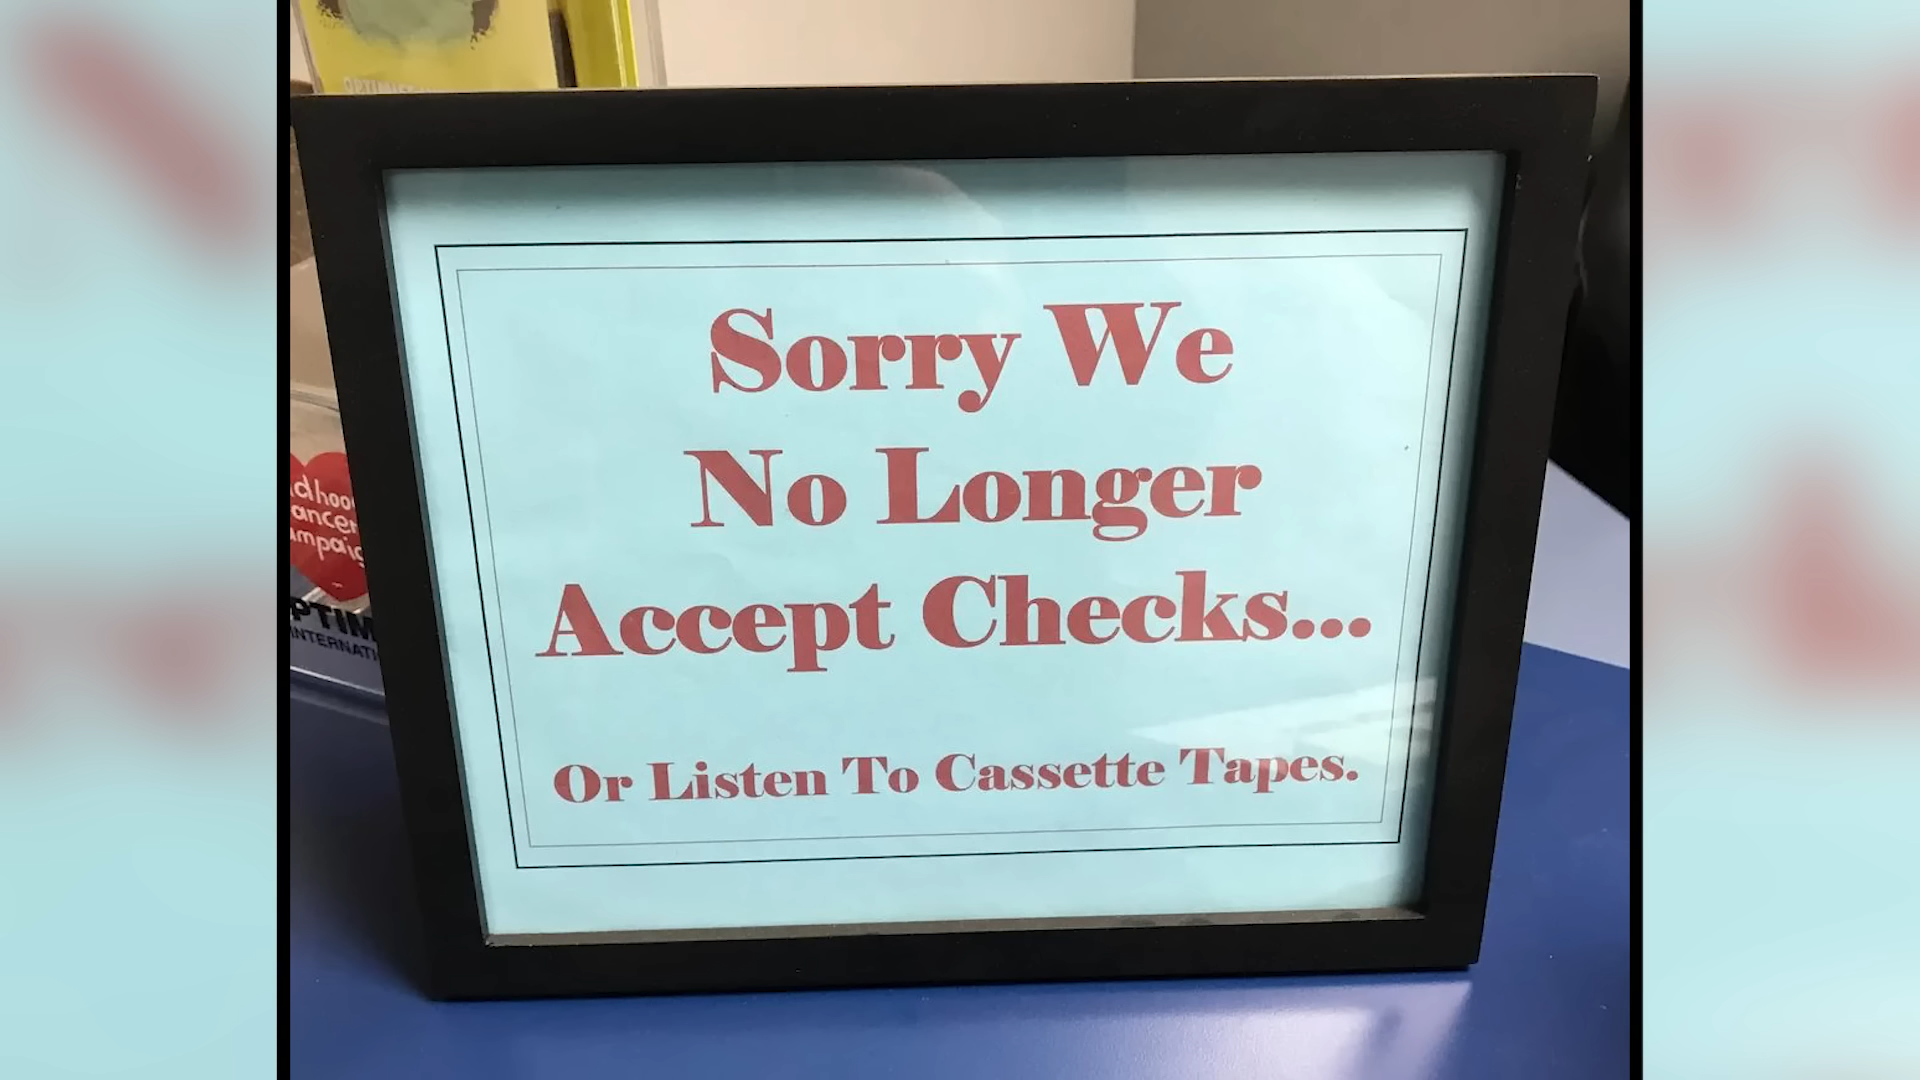 Sorry We
No Longer
Accept Checks...
Or Listen To Cassette Tapes.